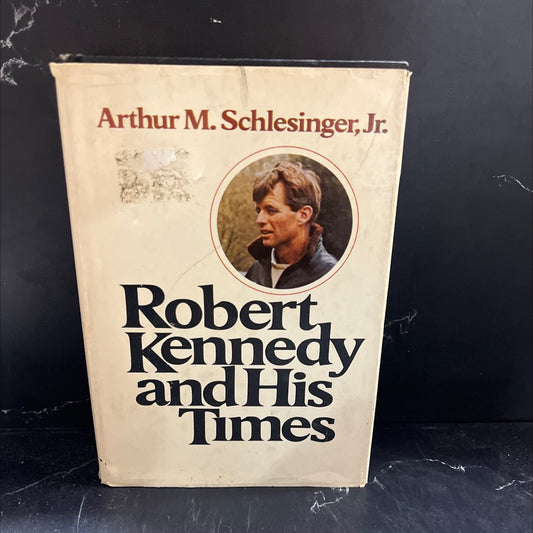 Arthur M. Schlesinger, Jr.
Robert
Kennedy
and His
Times